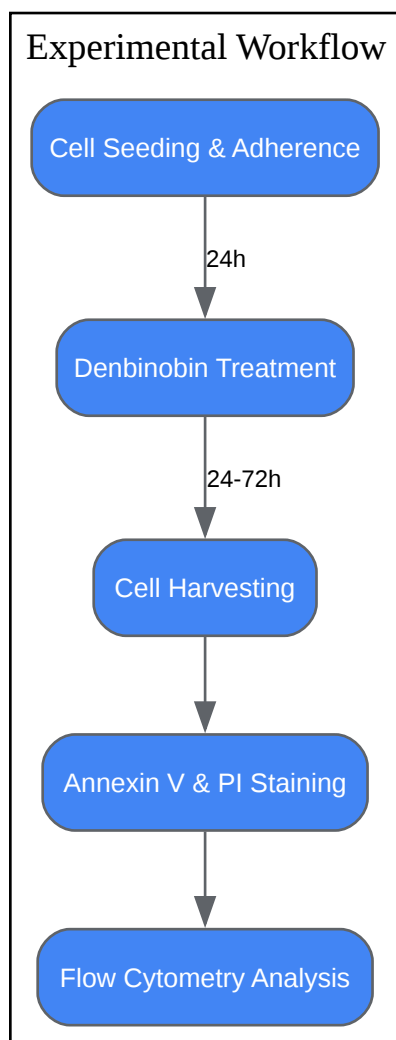 Experimental Workflow
Cell Seeding & Adherence
24h
Denbinobin Treatment
24-72h
Cell Harvesting
Annexin V & PI Staining
Flow Cytometry Analysis